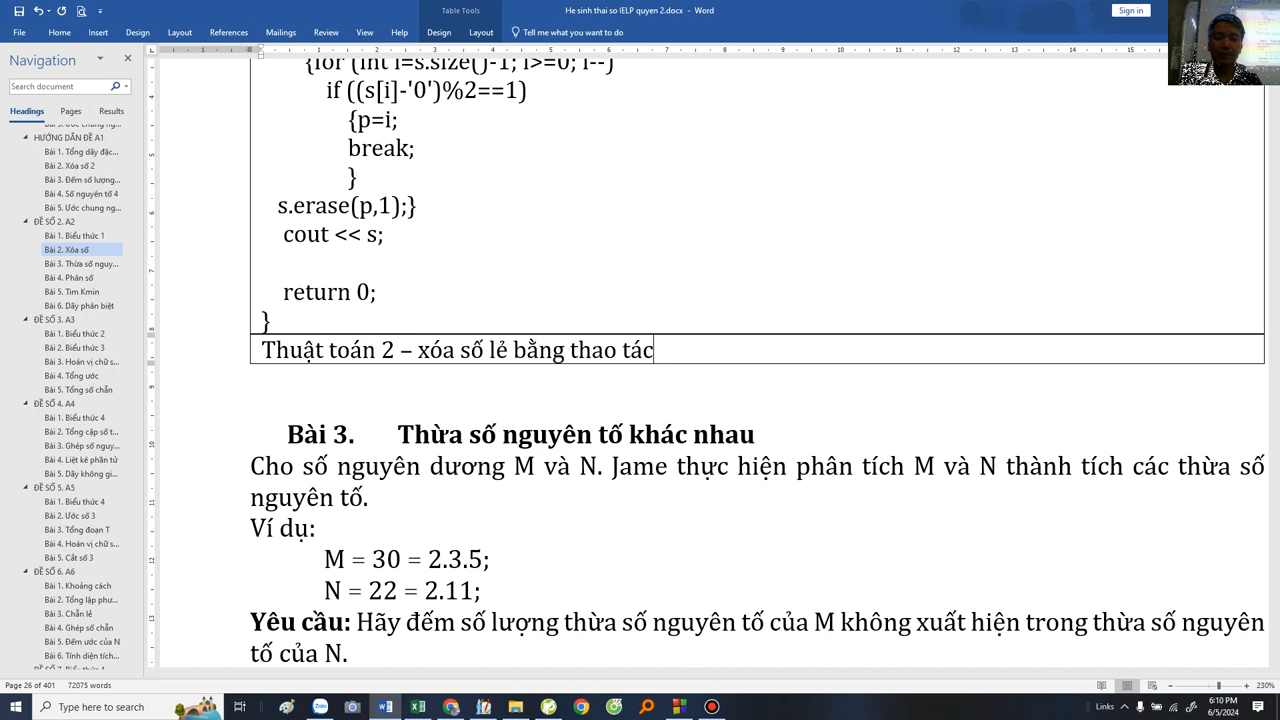 Table Tools
He sinh thai so IELP quyen 2.docx - Word
Sign in
File Home Insert Design Layout References Mailings Review View Help Design Layout Tell me what you want to do
Navigation
Search document
Headings Pages Results
HƯỚNG DẪN ĐỀ A1
Bài 1. Tổng dãy đặc...
Bài 2. Xóa số 2
Bài 3. Đếm số lượng...
Bài 4. Số nguyên tố 4
Bài 5. Ước chung ng...
ĐỀ SỐ 2. A2
Bài 1. Biểu thức 1
Bài 2. Xóa số
Bài 3. Thừa số nguy...
Bài 4. Phân số
Bài 5. Tìm Kmin
Bài 6. Dãy phân biệt
ĐỀ SỐ 3. A3
Bài 1. Biểu thức 2
Bài 2. Biểu thức 3
Bài 3. Hoán vị chữ s...
Bài 4. Tổng ước
Bài 5. Tổng số chẵn
ĐỀ SỐ 4. A4
Bài 1. Biểu thức 4
Bài 2. Tổng cặp số t...
Bài 3. Ghép số nguy...
Bài 4. Liệt kê phần tử
Bài 5. Dãy không gi...
ĐỀ SỐ 5. A5
Bài 1. Biểu thức 4
Bài 2. Ước số 3
Bài 3. Tổng đoạn T
Bài 4. Hoán vị chữ s...
Bài 5. Cắt số 3
ĐỀ SỐ 6. A6
Bài 1. Khoảng cách
Bài 2. Tổng lập phư...
Bài 3. Chẵn lẻ
Bài 4. Ghép số chẵn
Bài 5. Đếm ước của N
Bài 6. Tính diện tích...
{for (int i=s.size()-1; i>=0; i--)
if ((s[i]-'0')%2==1)
{p=i;
break;
}
s.erase(p,1);}
cout << s;
return 0;
}
Thuật toán 2 – xóa số lẻ bằng thao tác
Bài 3. Thừa số nguyên tố khác nhau
Cho số nguyên dương M và N. Jame thực hiện phân tích M và N thành tích các thừa số
nguyên tố.
Ví dụ:
M = 30 = 2.3.5;
N = 22 = 2.11;
Yêu cầu: Hãy đếm số lượng thừa số nguyên tố của M không xuất hiện trong thừa số nguyên
tố của N.
Page 26 of 401 72075 words
230%
Type here to search
6:10 PM
6/5/2024